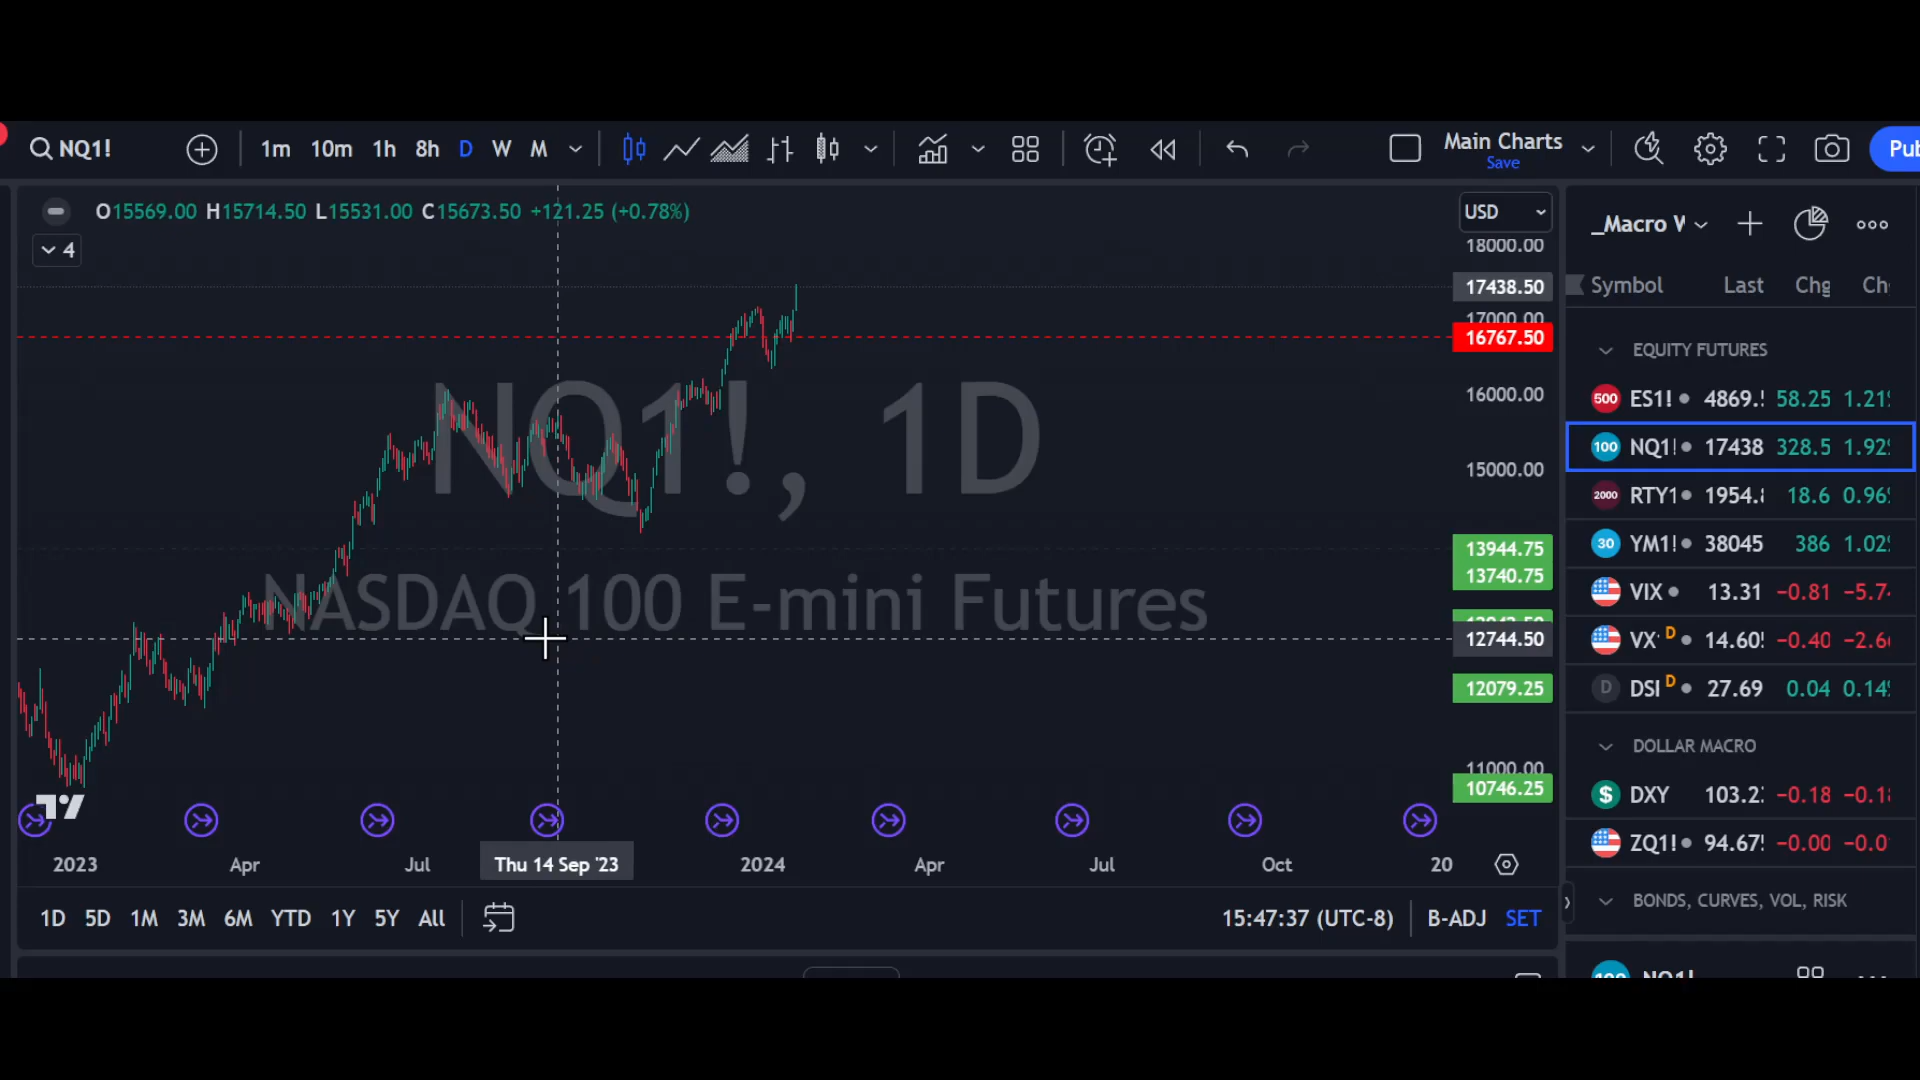 NQ1! 1m 10m 1h 8h D W M Main Charts Save Pub
O15569.00 H15714.50 L15531.00 C15673.50 +121.25 (+0.78%)
4
USD
18000.00
17438.50
17000.00
16767.50
16000.00
15000.00
13944.75
13740.75
12744.50
12079.25
11000.00
10746.25
NQ1!, 1D
NASDAQ 100 E-mini Futures
2023 Apr Jul Thu 14 Sep '23 2024 Apr Jul Oct 20
1D 5D 1M 3M 6M YTD 1Y 5Y All 15:47:37 (UTC-8) B-ADJ SET
_Macro W
Symbol Last Chg Ch
EQUITY FUTURES
500 ES1! 4869. 58.25 1.21
100 NQ1! 17438 328.5 1.92
2000 RTY1 1954. 18.6 0.96
30 YM1! 38045 386 1.02
VIX 13.31 −0.81 −5.7
VX D 14.60 −0.40 −2.6
D DSI D 27.69 0.04 0.14
DOLLAR MACRO
$ DXY 103.2 −0.18 −0.1
ZQ1! 94.67 −0.00 −0.0
BONDS, CURVES, VOL, RISK
100 NQ1!